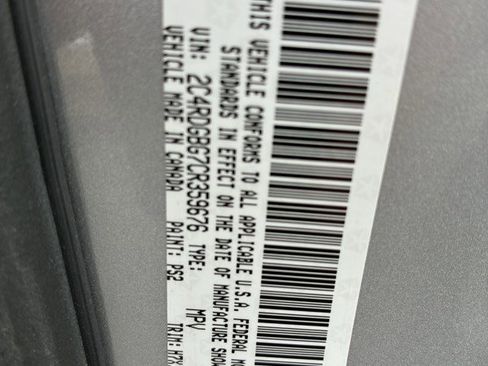 THIS VEHICLE CONFORMS TO ALL APPLICABLE U.S.A. FEDERAL
STANDARDS IN EFFECT ON THE DATE OF MANUFACTURE
VIN: 2C4RDGBG7CR359676 TYPE: MPV
VEHICLE MADE IN CANADA PAINT: PS2 TRIM: